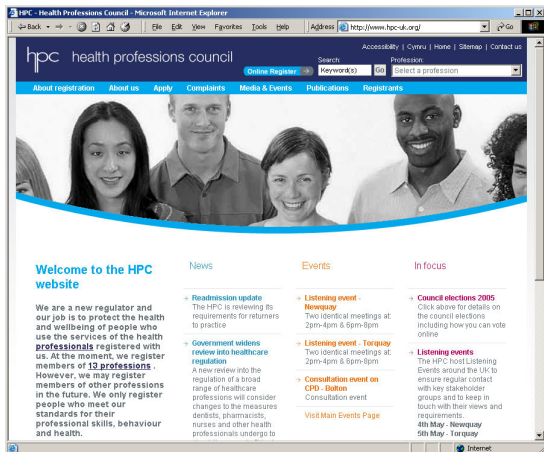 HPC - Health Professions Council - Microsoft Internet Explorer
Back
File Edit View Favorites Tools Help
Address http://www.hpc-uk.org/
Go
Accessibility | Cymru | Home | Sitemap | Contact us
hpc health professions council
Search: Profession:
Online Register Keyword(s) Go Select a profession
About registration About us Apply Complaints Media & Events Publications Registrants
Welcome to the HPC
website
We are a new regulator and
our job is to protect the health
and wellbeing of people who
use the services of the health
professionals registered with
us. At the moment, we register
members of 13 professions .
However, we may register
members of other professions
in the future. We only register
people who meet our
standards for their
professional skills, behaviour
and health.
News
Readmission update
The HPC is reviewing its
requirements for returners
to practice
Government widens
review into healthcare
regulation
A new review into the
regulation of a broad
range of healthcare
professions will consider
changes to the measures
dentists, pharmacists,
nurses and other health
professionals undergo to
Events
Listening event -
Newquay
Two identical meetings at:
2pm-4pm & 6pm-8pm
Listening event - Torquay
Two identical meetings at:
2pm-4pm & 6pm-8pm
Consultation event on
CPD - Bolton
Consultation event
Visit Main Events Page
In focus
Council elections 2005
Click above for details on
the council elections
including how you can vote
online
Listening events
The HPC host Listening
Events around the UK to
ensure regular contact
with key stakeholder
groups and to keep in
touch with their views and
requirements.
4th May - Newquay
5th May - Torquay
Internet